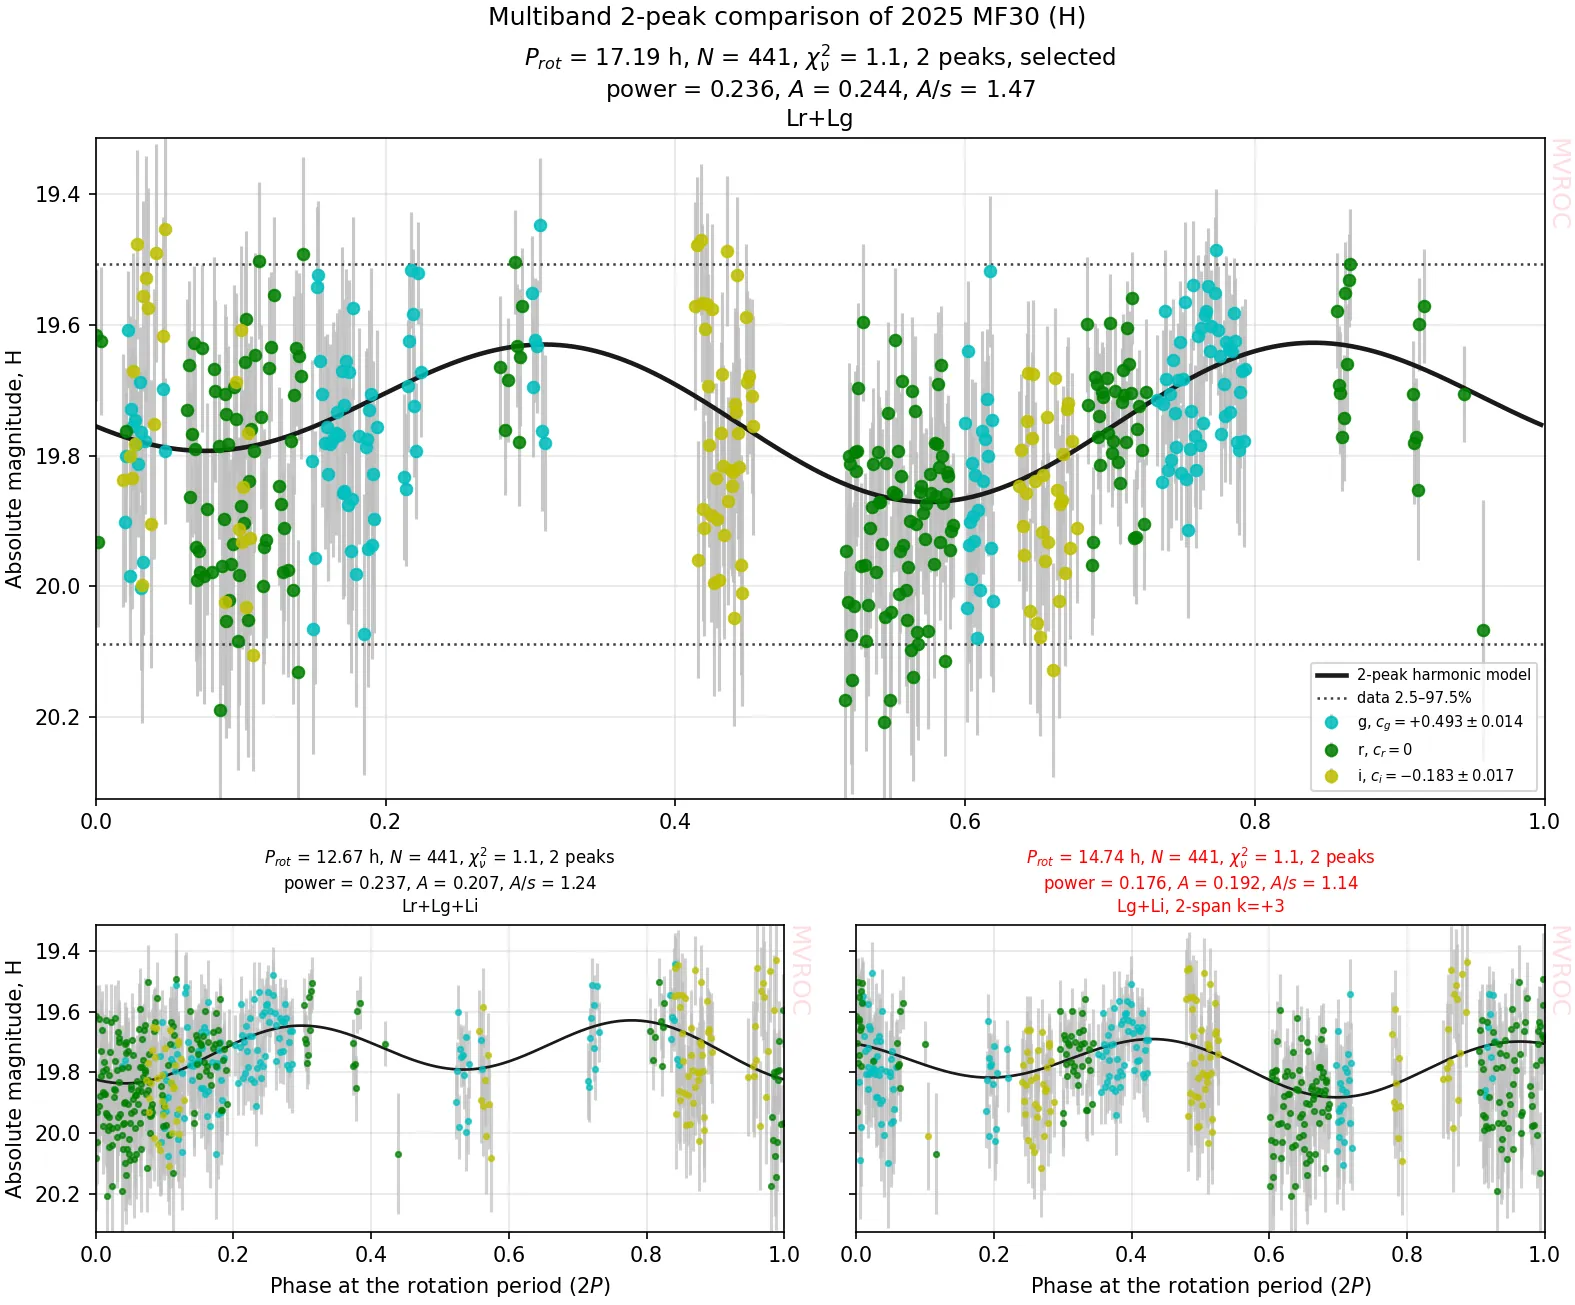 Multiband 2-peak comparison of 2025 MF30 (H)
P_rot = 17.19 h, N = 441, χ²_ν = 1.1, 2 peaks, selected
power = 0.236, A = 0.244, A/s = 1.47
Lr+Lg
MVROC
Absolute magnitude, H
19.4
19.6
19.8
20.0
20.2
2-peak harmonic model
data 2.5–97.5%
g, c_g = +0.493 ± 0.014
r, c_r = 0
i, c_i = −0.183 ± 0.017
0.0 0.2 0.4 0.6 0.8 1.0
P_rot = 12.67 h, N = 441, χ²_ν = 1.1, 2 peaks
power = 0.237, A = 0.207, A/s = 1.24
Lr+Lg+Li
MVROC
Absolute magnitude, H
19.4
19.6
19.8
20.0
20.2
0.0 0.2 0.4 0.6 0.8 1.0
Phase at the rotation period (2P)
P_rot = 14.74 h, N = 441, χ²_ν = 1.1, 2 peaks
power = 0.176, A = 0.192, A/s = 1.14
Lg+Li, 2-span k=+3
MVROC
0.0 0.2 0.4 0.6 0.8 1.0
Phase at the rotation period (2P)